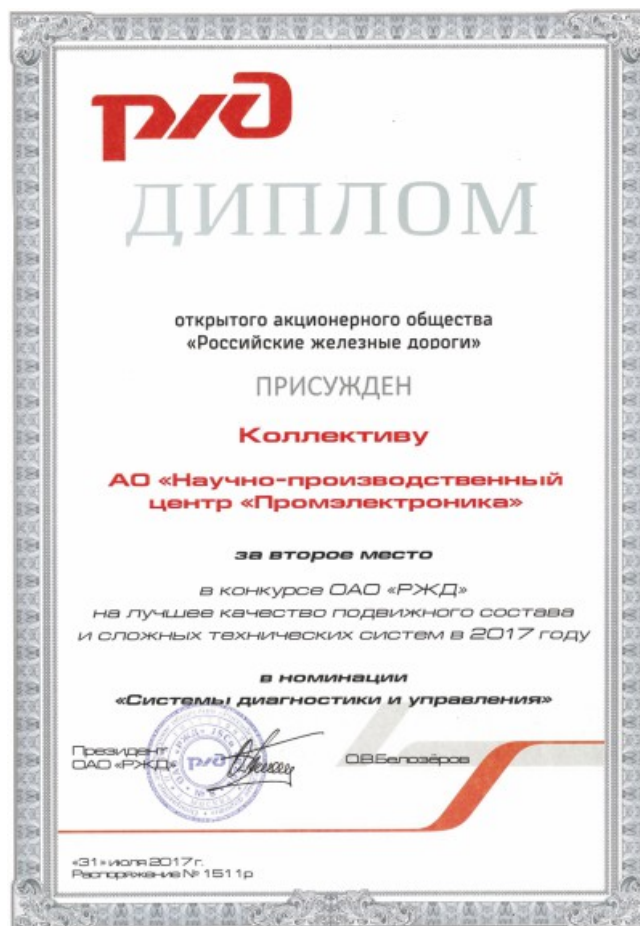 ржд
ДИПЛОМ
открытого акционерного общества
«Российские железные дороги»
ПРИСУЖДЕН
Коллективу
АО «Научно-производственный
центр «Промэлектроника»
за второе место
в конкурсе ОАО «РЖД»
на лучшее качество подвижного состава
и сложных технических систем в 2017 году
в номинации
«Системы диагностики и управления»
Президент
ОАО «РЖД»
О.В.Белозёров
«31» июля 2017 г.
Распоряжение № 1511р